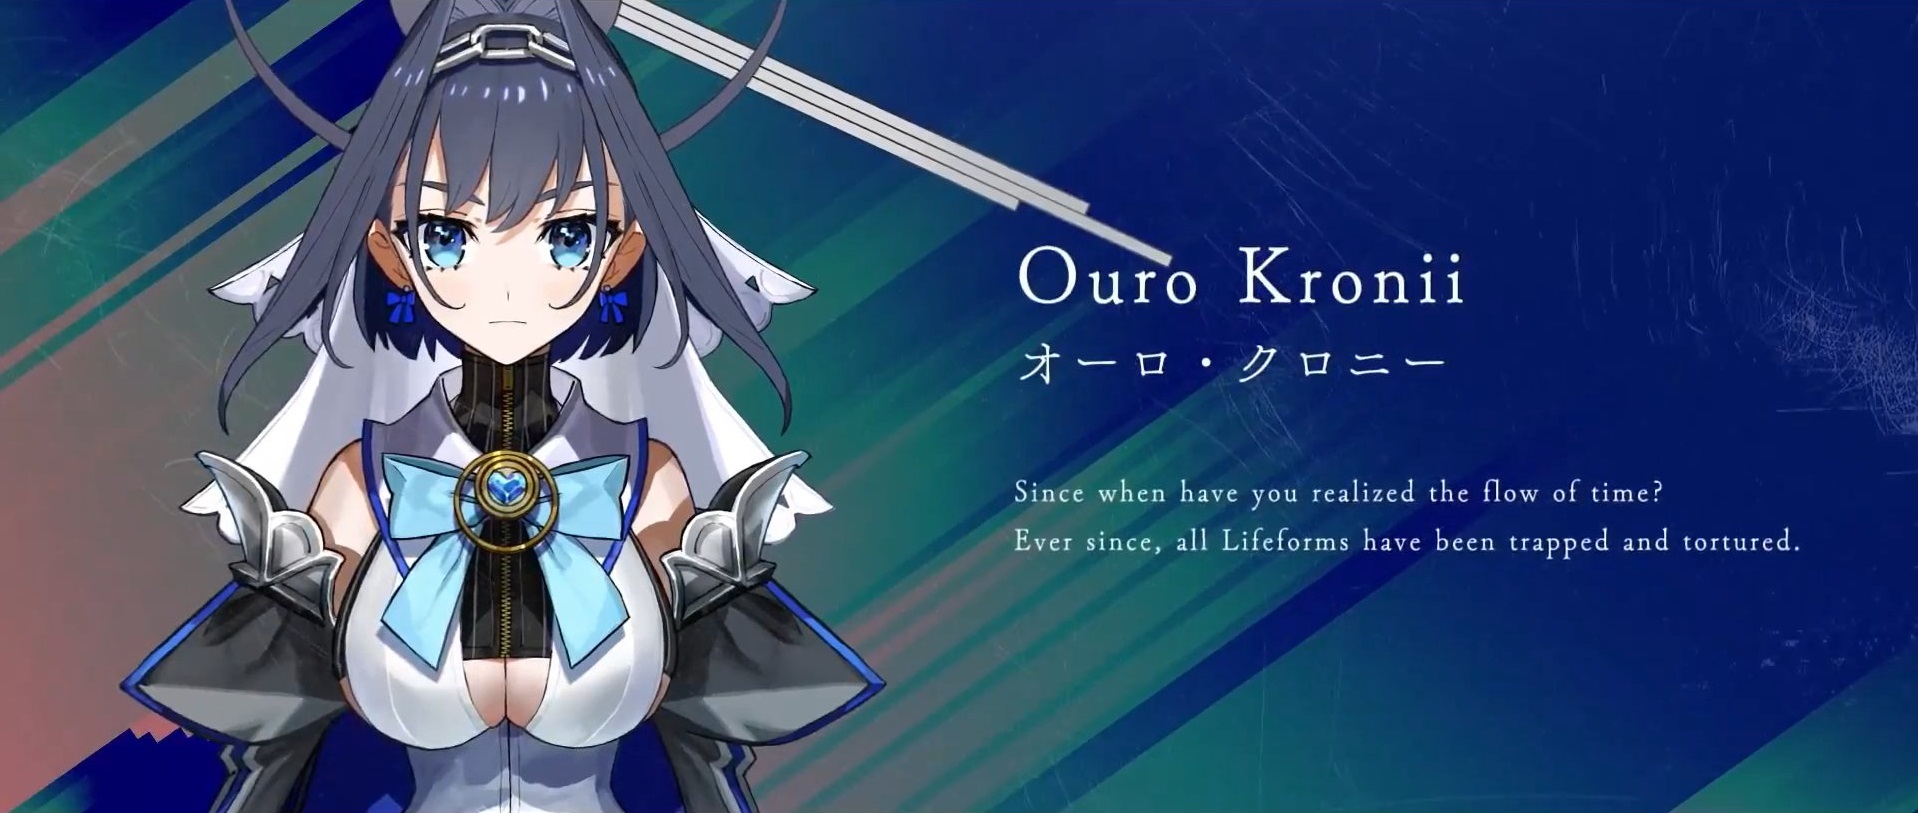 Ouro Kronii
オーロ・クロニー
Since when have you realized the flow of time?
Ever since, all Lifeforms have been trapped and tortured.